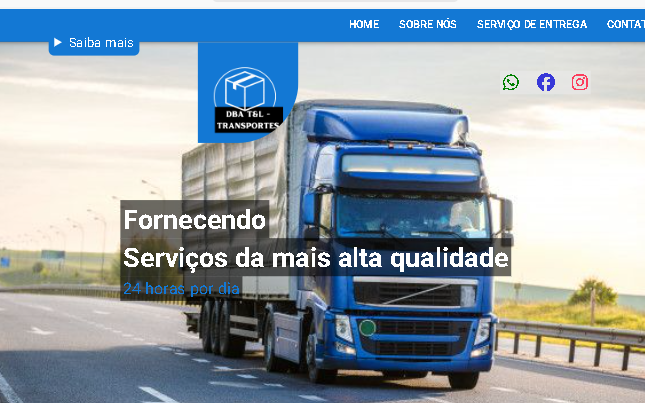 HOME SOBRE NÓS SERVIÇO DE ENTREGA CONTAT
Saiba mais
DBA T&L -
TRANSPORTES
Fornecendo
Serviços da mais alta qualidade
24 horas por dia